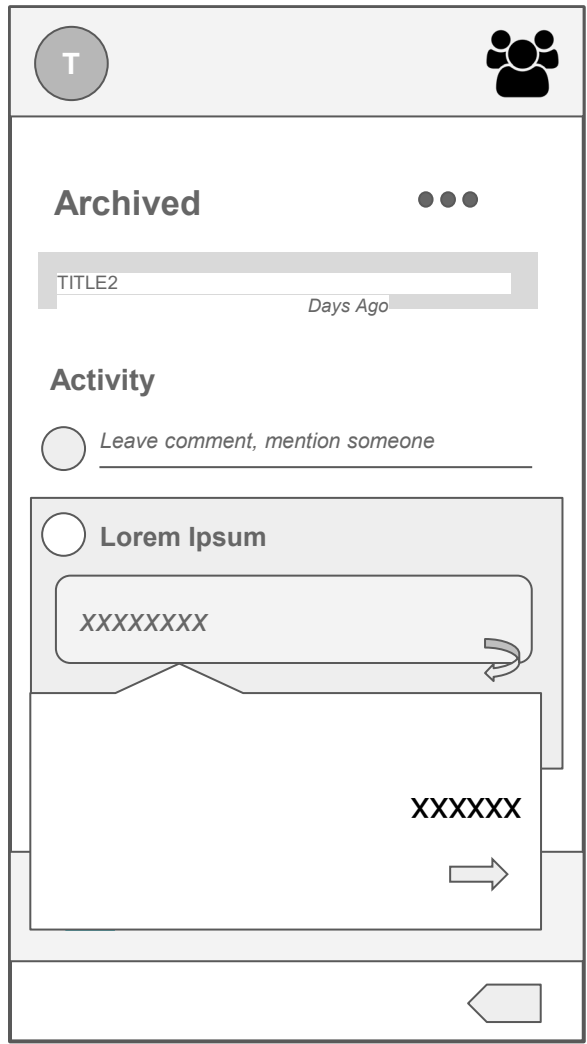 T
Archived
TITLE2
Days Ago
Activity
Leave comment, mention someone
Lorem Ipsum
xxxxxxxx
xxxxxx